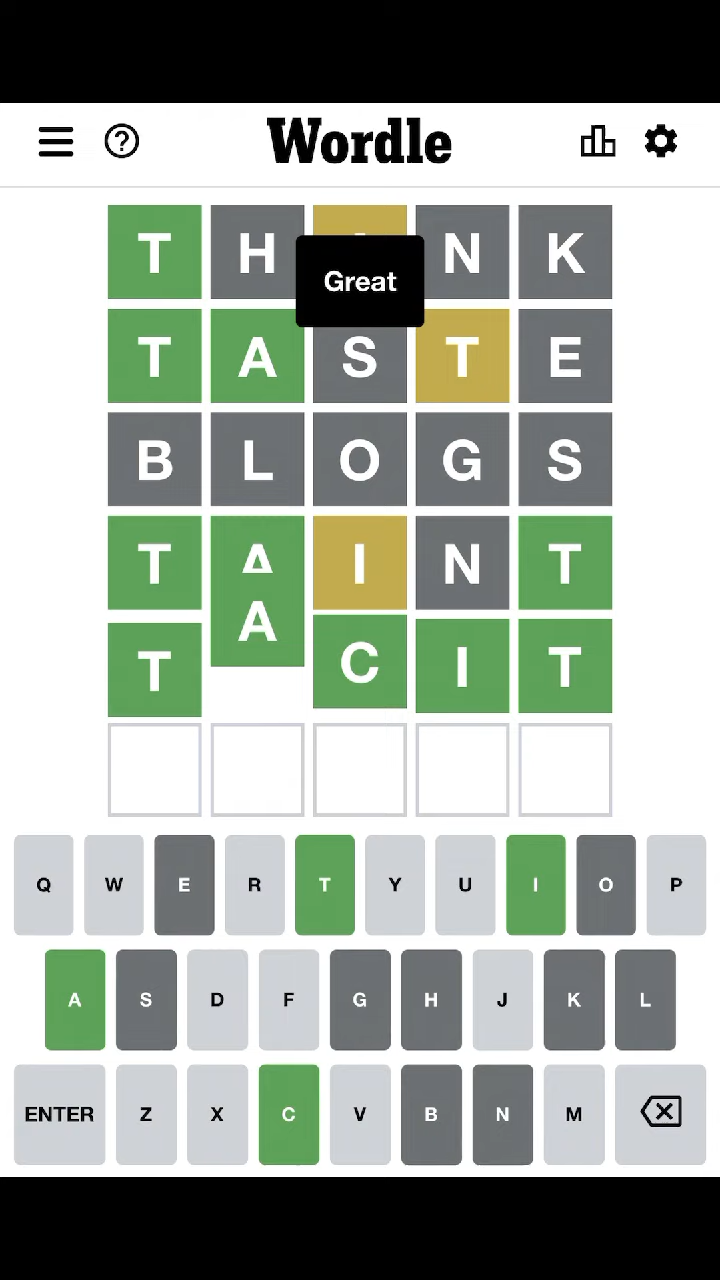 Wordle
T H N K
Great
T A S T E
B L O G S
T A I N T
T A C I T
Q W E R T Y U I O P
A S D F G H J K L
ENTER Z X C V B N M